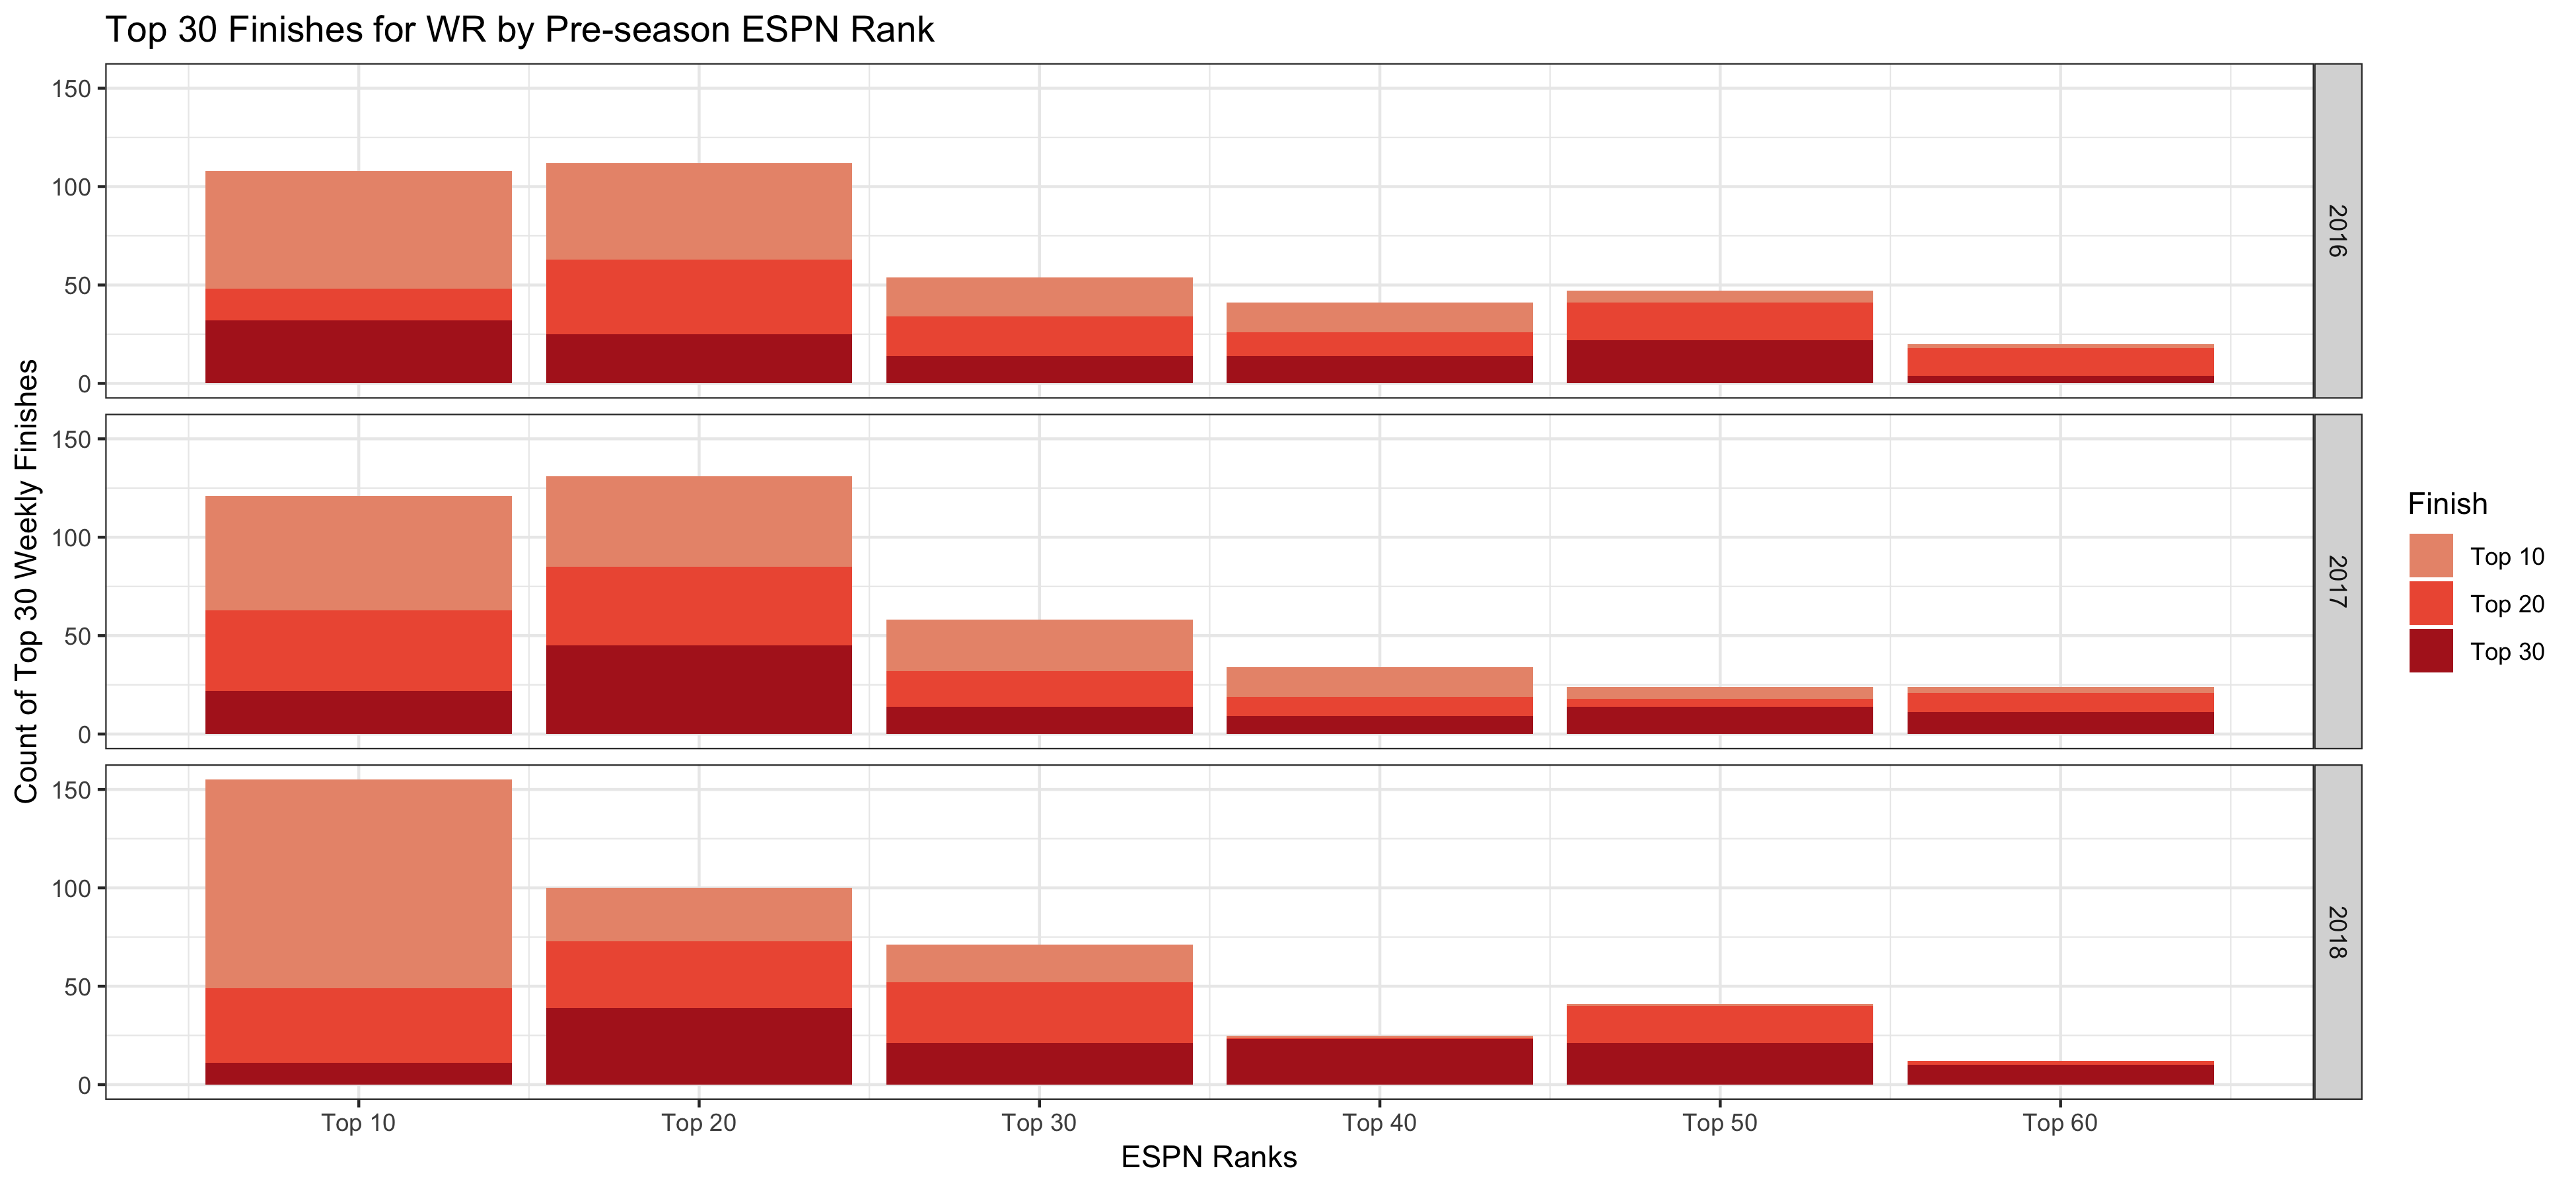 Top 30 Finishes for WR by Pre-season ESPN Rank
Count of Top 30 Weekly Finishes
150
100
50
0
2016
150
100
50
0
2017
150
100
50
0
2018
Top 10
Top 20
Top 30
Top 40
Top 50
Top 60
ESPN Ranks
Finish
Top 10
Top 20
Top 30